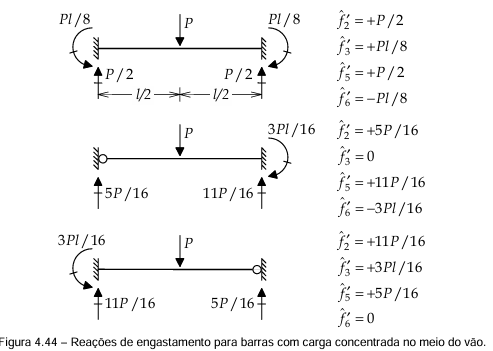 Pl/8
P
Pl/8
P/2
P/2
l/2
l/2
f̂₂′ = +P/2
f̂₃′ = +Pl/8
f̂₅′ = +P/2
f̂₆′ = −Pl/8
P
3Pl/16
5P/16
11P/16
f̂₂′ = +5P/16
f̂₃′ = 0
f̂₅′ = +11P/16
f̂₆′ = −3Pl/16
3Pl/16
P
11P/16
5P/16
f̂₂′ = +11P/16
f̂₃′ = +3Pl/16
f̂₅′ = +5P/16
f̂₆′ = 0
Figura 4.44 – Reações de engastamento para barras com carga concentrada no meio do vão.